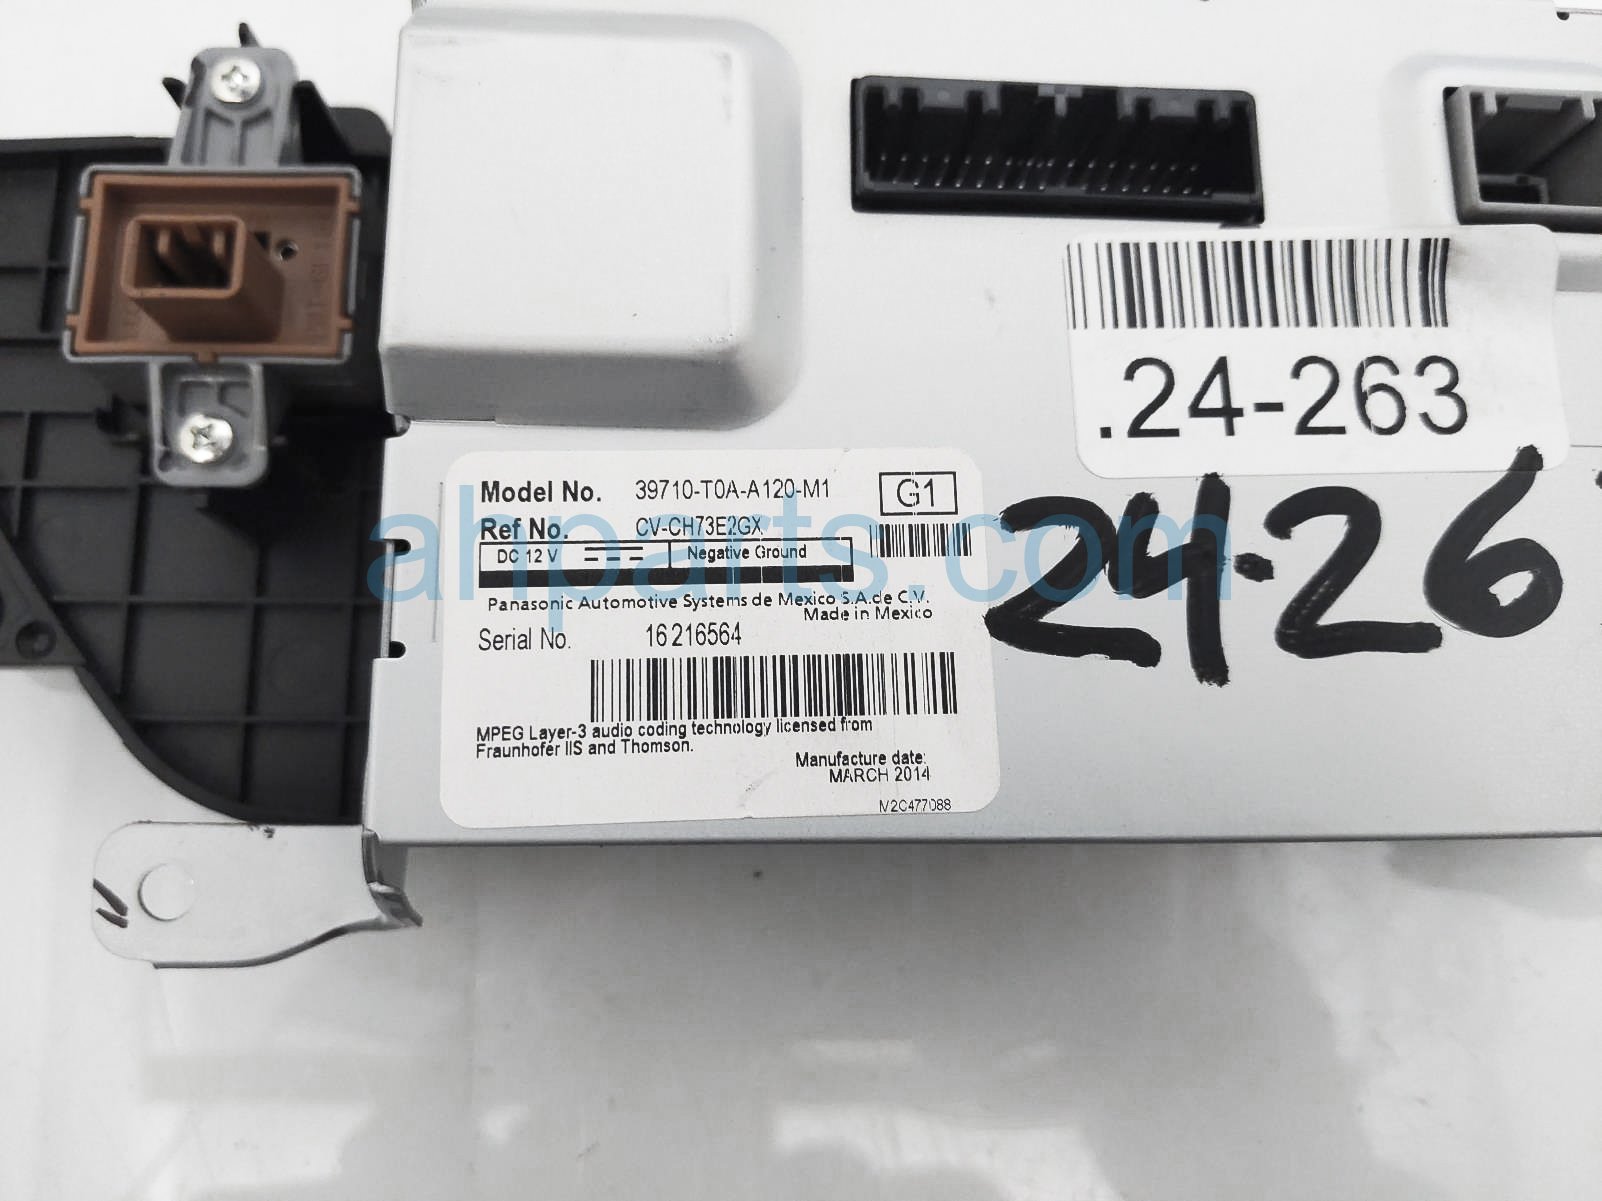 .24-263
24-26
Model No. 39710-T0A-A120-M1 G1
Ref No. CV-CH73E2GX
DC 12 V Negative Ground
Panasonic Automotive Systems de Mexico S.A.de C.V.
Made in Mexico
Serial No. 16216564
MPEG Layer-3 audio coding technology licensed from
Fraunhofer IIS and Thomson.
Manufacture date:
MARCH 2014
M2C477088
ahparts.com